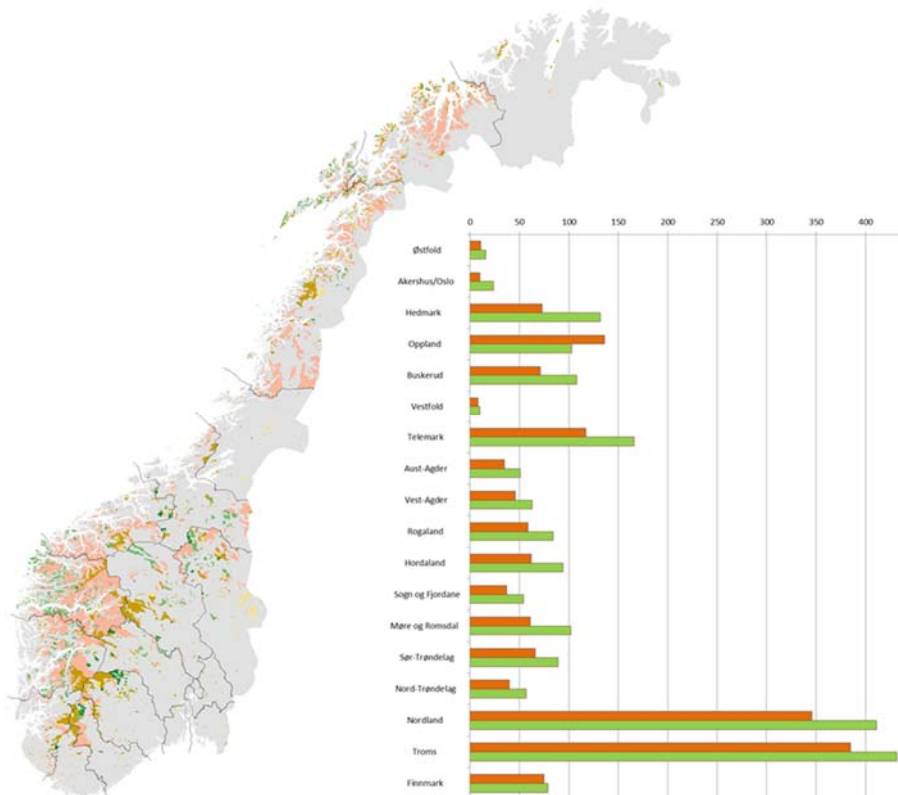 0 50 100 150 200 250 300 350 400
Østfold
Akershus/Oslo
Hedmark
Oppland
Buskerud
Vestfold
Telemark
Aust-Agder
Vest-Agder
Rogaland
Hordaland
Sogn og Fjordane
Møre og Romsdal
Sør-Trøndelag
Nord-Trøndelag
Nordland
Troms
Finnmark